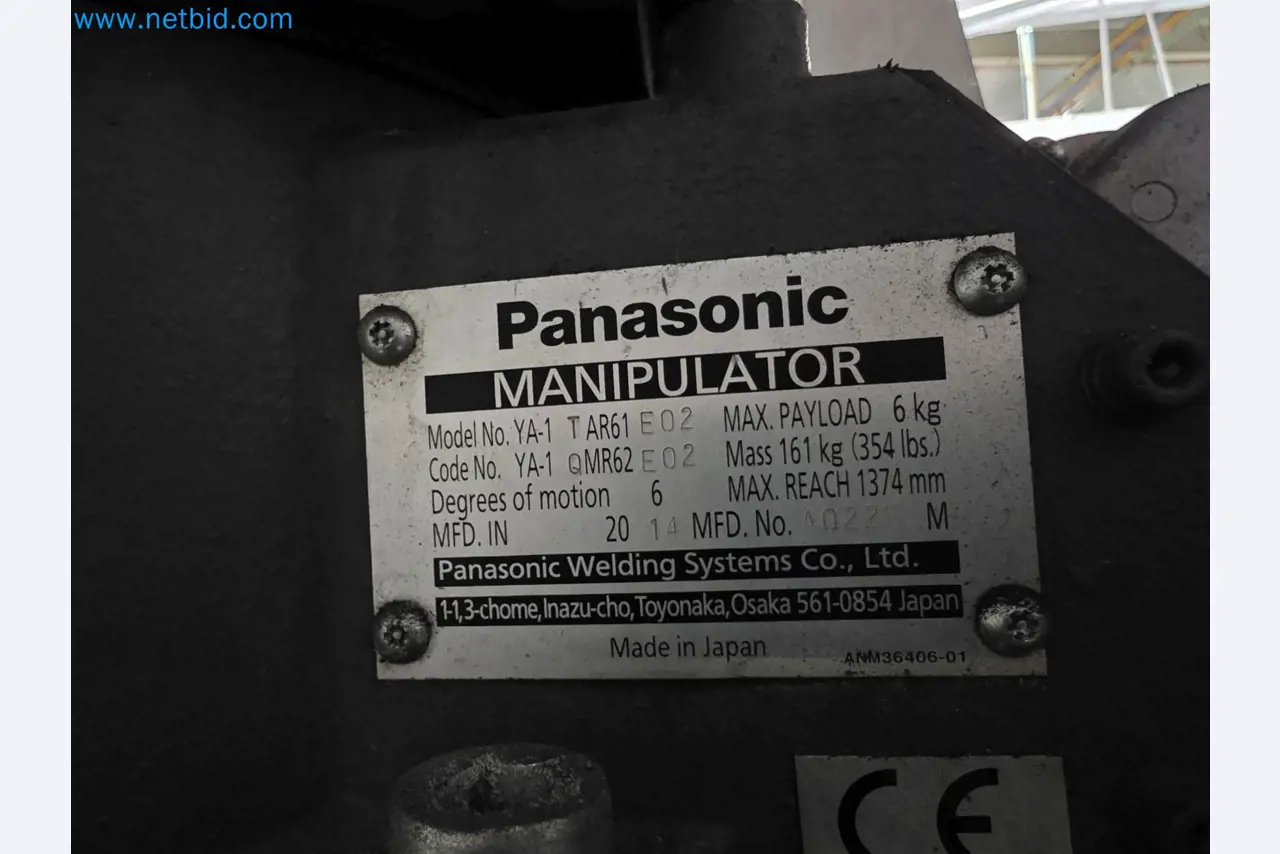 www.netbid.com
Panasonic
MANIPULATOR
Model No. YA-1 TAR61 E02 MAX. PAYLOAD 6 kg
Code No. YA-1 QMR62 E02 Mass 161 kg (354 lbs.)
Degrees of motion 6 MAX. REACH 1374 mm
MFD. IN 20 14 MFD. No. M
Panasonic Welding Systems Co., Ltd.
1-1,3-chome,Inazu-cho,Toyonaka,Osaka 561-0854 Japan
Made in Japan ANM36406-01
CE